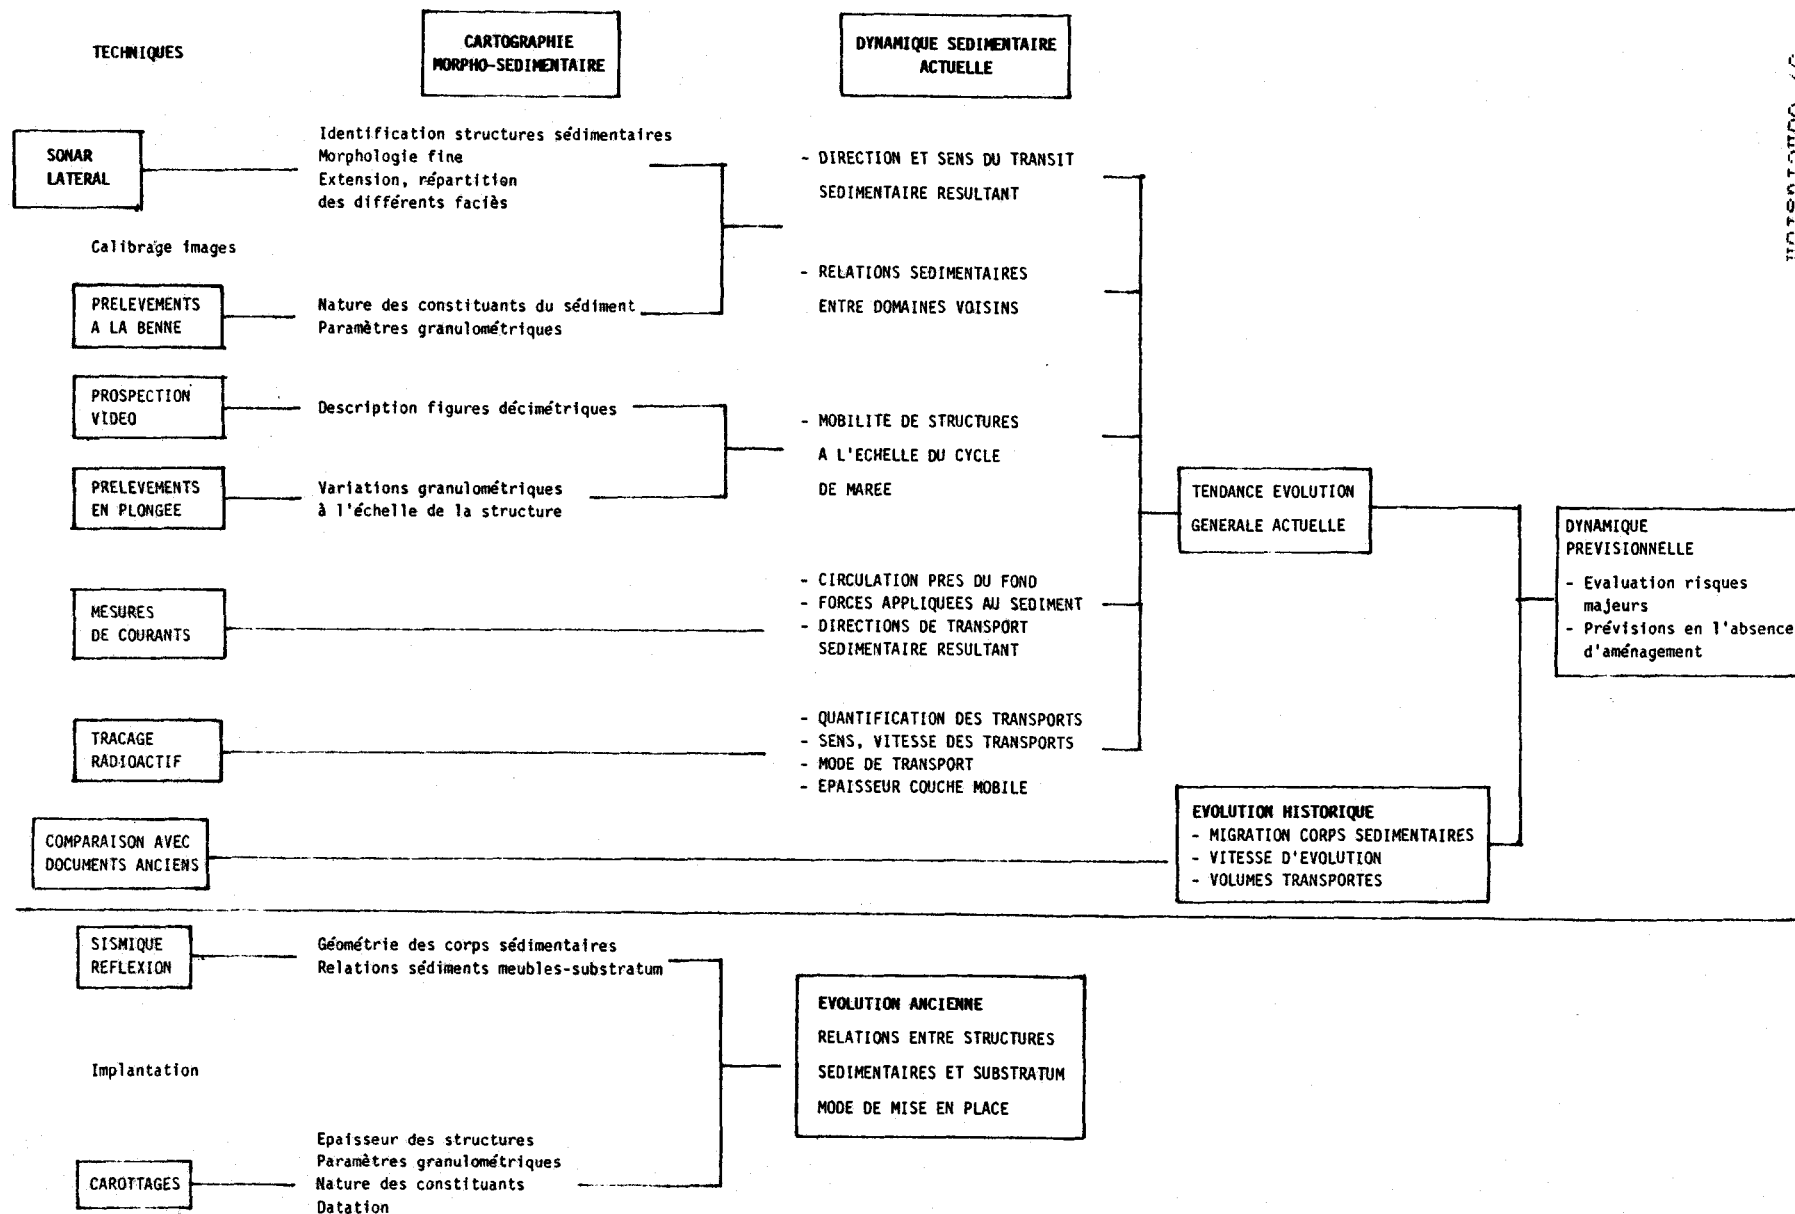 TECHNIQUES
CARTOGRAPHIE
MORPHO-SEDIMENTAIRE
DYNAMIQUE SEDIMENTAIRE
ACTUELLE
SONAR
LATERAL
Identification structures sédimentaires
Morphologie fine
Extension, répartition
des différents faciès
- DIRECTION ET SENS DU TRANSIT
SEDIMENTAIRE RESULTANT
Calibrage images
PRELEVEMENTS
A LA BENNE
Nature des constituants du sédiment
Paramètres granulométriques
- RELATIONS SEDIMENTAIRES
ENTRE DOMAINES VOISINS
PROSPECTION
VIDEO
Description figures décimétriques
- MOBILITE DE STRUCTURES
A L'ECHELLE DU CYCLE
DE MAREE
PRELEVEMENTS
EN PLONGEE
Variations granulométriques
à l'échelle de la structure
TENDANCE EVOLUTION
GENERALE ACTUELLE
DYNAMIQUE
PREVISIONNELLE
- Evaluation risques
majeurs
- Prévisions en l'absence
d'aménagement
MESURES
DE COURANTS
- CIRCULATION PRES DU FOND
- FORCES APPLIQUEES AU SEDIMENT
- DIRECTIONS DE TRANSPORT
SEDIMENTAIRE RESULTANT
TRACAGE
RADIOACTIF
- QUANTIFICATION DES TRANSPORTS
- SENS, VITESSE DES TRANSPORTS
- MODE DE TRANSPORT
- EPAISSEUR COUCHE MOBILE
COMPARAISON AVEC
DOCUMENTS ANCIENS
EVOLUTION HISTORIQUE
- MIGRATION CORPS SEDIMENTAIRES
- VITESSE D'EVOLUTION
- VOLUMES TRANSPORTES
SISMIQUE
REFLEXION
Géométrie des corps sédimentaires
Relations sédiments meubles-substratum
EVOLUTION ANCIENNE
RELATIONS ENTRE STRUCTURES
SEDIMENTAIRES ET SUBSTRATUM
MODE DE MISE EN PLACE
Implantation
CAROTTAGES
Epaisseur des structures
Paramètres granulométriques
Nature des constituants
Datation